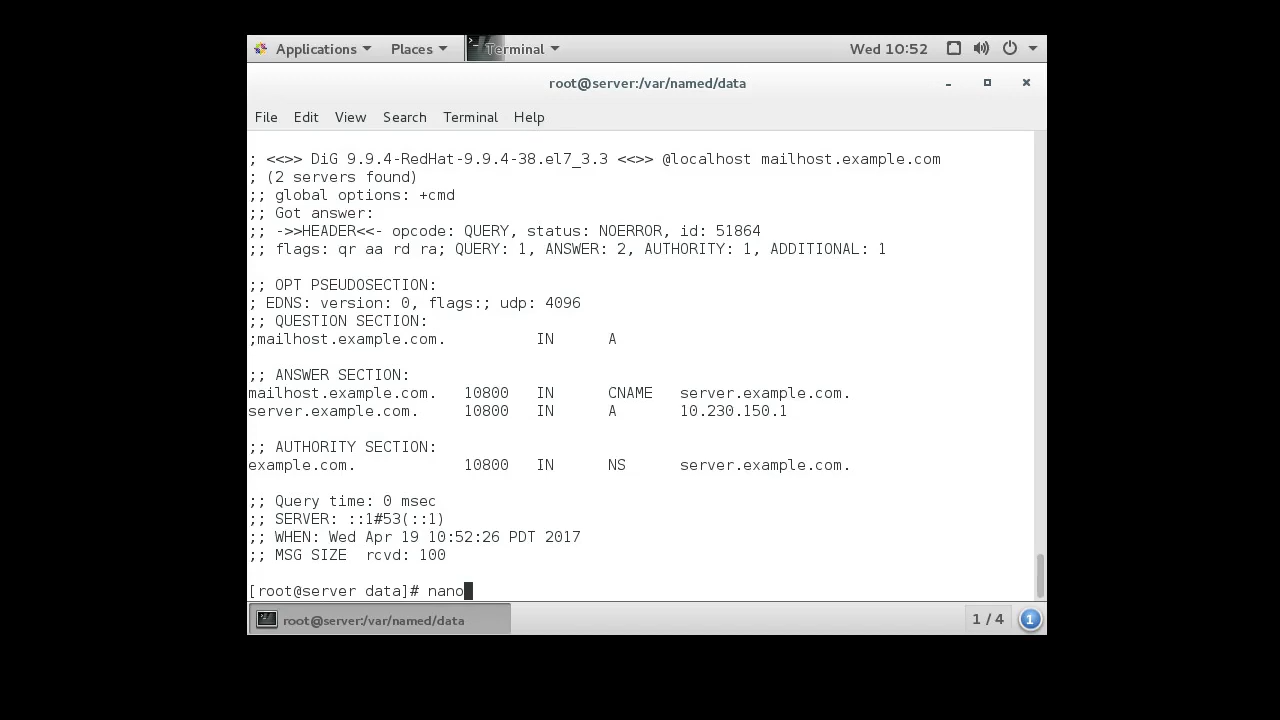 Applications Places Terminal Wed 10:52
root@server:/var/named/data
File Edit View Search Terminal Help
; <<>> DiG 9.9.4-RedHat-9.9.4-38.el7_3.3 <<>> @localhost mailhost.example.com
; (2 servers found)
;; global options: +cmd
;; Got answer:
;; ->>HEADER<<- opcode: QUERY, status: NOERROR, id: 51864
;; flags: qr aa rd ra; QUERY: 1, ANSWER: 2, AUTHORITY: 1, ADDITIONAL: 1
;; OPT PSEUDOSECTION:
; EDNS: version: 0, flags:; udp: 4096
;; QUESTION SECTION:
;mailhost.example.com. IN A
;; ANSWER SECTION:
mailhost.example.com. 10800 IN CNAME server.example.com.
server.example.com. 10800 IN A 10.230.150.1
;; AUTHORITY SECTION:
example.com. 10800 IN NS server.example.com.
;; Query time: 0 msec
;; SERVER: ::1#53(::1)
;; WHEN: Wed Apr 19 10:52:26 PDT 2017
;; MSG SIZE rcvd: 100
[root@server data]# nano
root@server:/var/named/data 1 / 4 1